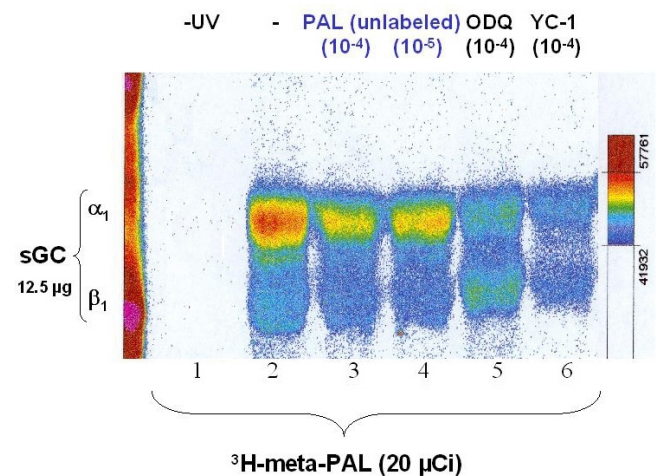 -UV - PAL (unlabeled) ODQ YC-1
(10⁻⁴) (10⁻⁵) (10⁻⁴) (10⁻⁴)
57761
41932
α₁
sGC
12.5 µg
β₁
1 2 3 4 5 6
³H-meta-PAL (20 µCi)